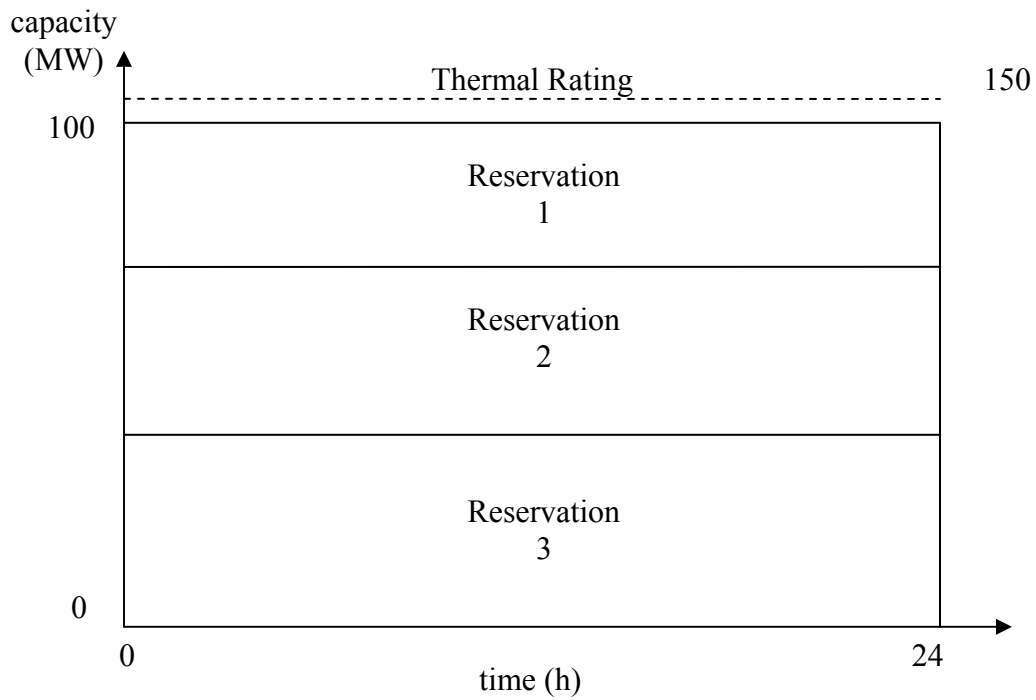 capacity
(MW)
Thermal Rating
150
100
Reservation
1
Reservation
2
Reservation
3
0
0
24
time (h)